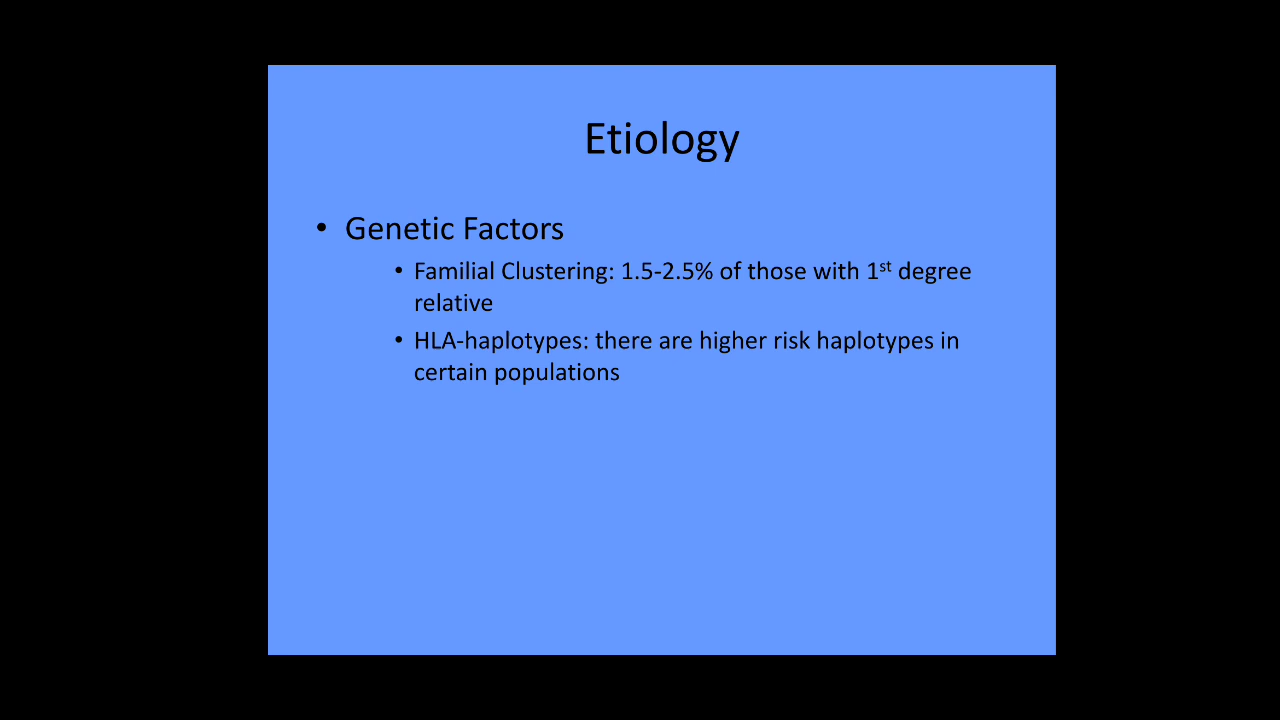 Etiology
• Genetic Factors
• Familial Clustering: 1.5-2.5% of those with 1st degree
relative
• HLA-haplotypes: there are higher risk haplotypes in
certain populations